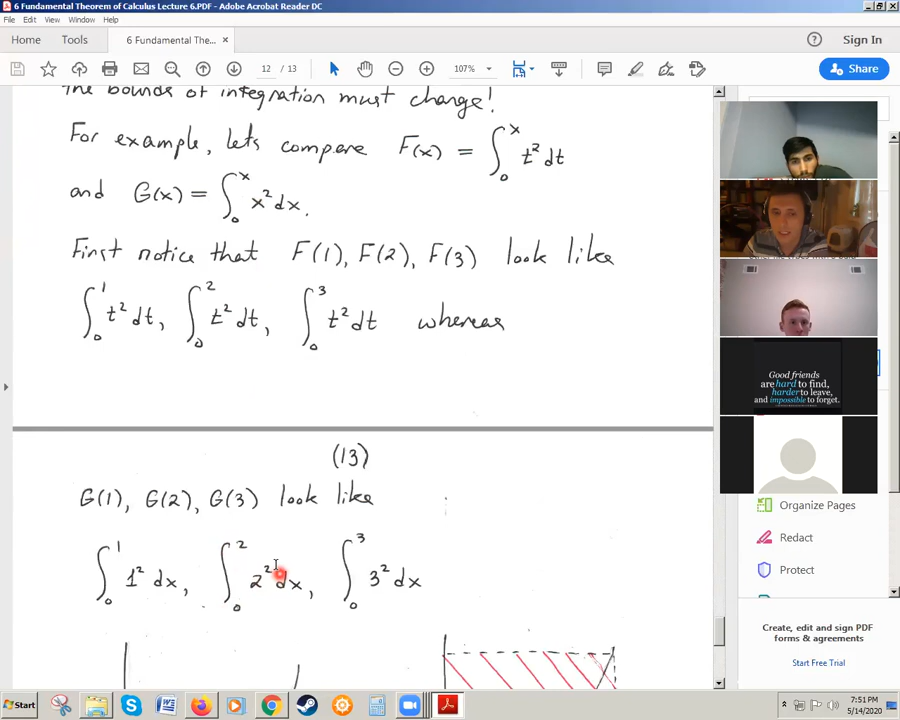 6 Fundamental Theorem of Calculus Lecture 6.PDF - Adobe Acrobat Reader DC
File Edit View Window Help
Home Tools 6 Fundamental The... × Sign In
12 / 13 107% Share
the bounds of integration must change!
For example, lets compare F(x) = ∫₀ˣ t² dt
and G(x) = ∫₀ˣ x² dx.
First notice that F(1), F(2), F(3) look like
∫₀¹ t² dt, ∫₀² t² dt, ∫₀³ t² dt whereas
(13)
G(1), G(2), G(3) look like
∫₀¹ 1² dx, ∫₀² 2² dx, ∫₀³ 3² dx
Good friends
are hard to find,
harder to leave,
and impossible to forget.
Organize Pages
Redact
Protect
Create, edit and sign PDF
forms & agreements
Start Free Trial
Start
7:51 PM
5/14/2020